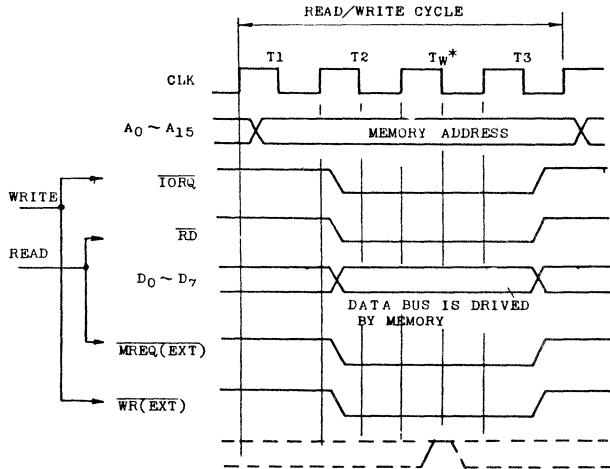 READ/WRITE CYCLE
T1 T2 TW* T3
CLK
A0 ~ A15 MEMORY ADDRESS
IORQ
WRITE
RD
READ
D0 ~ D7
DATA BUS IS DRIVED
BY MEMORY
MREQ(EXT)
WR(EXT)